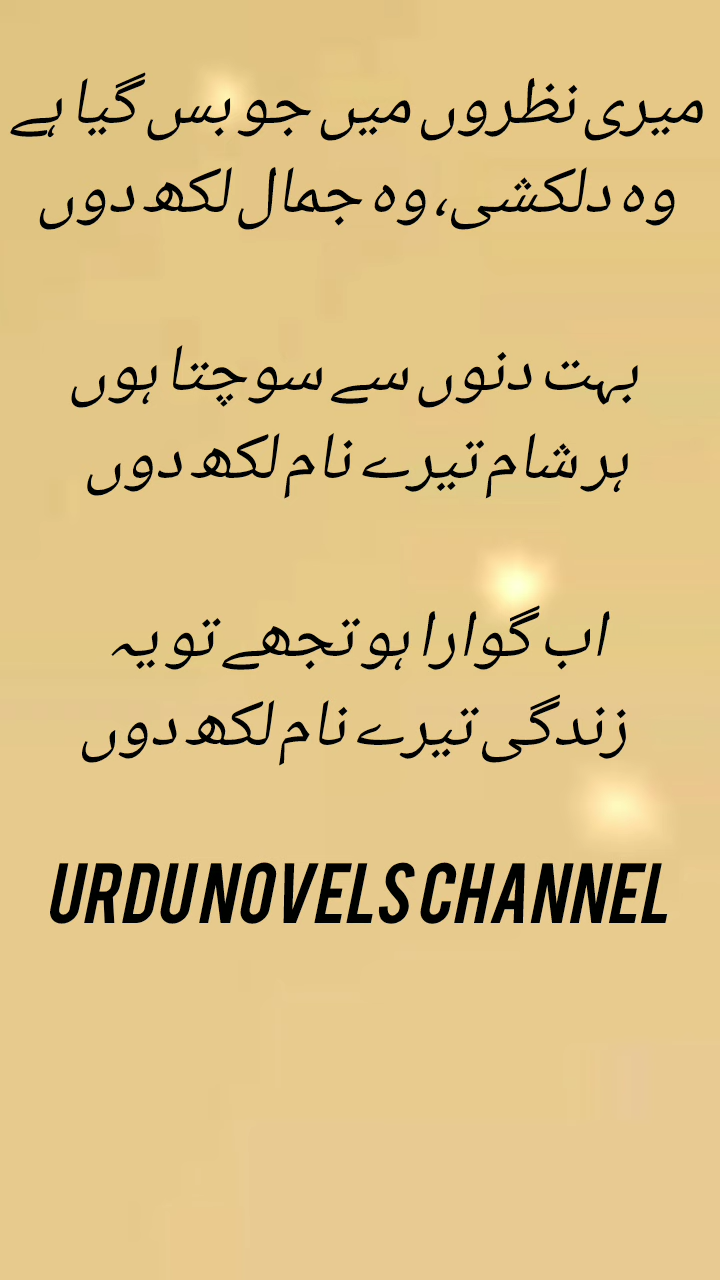 میری نظروں میں جو بس گیا ہے
وہ دلکشی، وہ جمال لکھ دوں
بہت دنوں سے سوچتا ہوں
ہر شام تیرے نام لکھ دوں
اب گوارا ہو تجھے تو یہ
زندگی تیرے نام لکھ دوں
URDU NOVELS CHANNEL